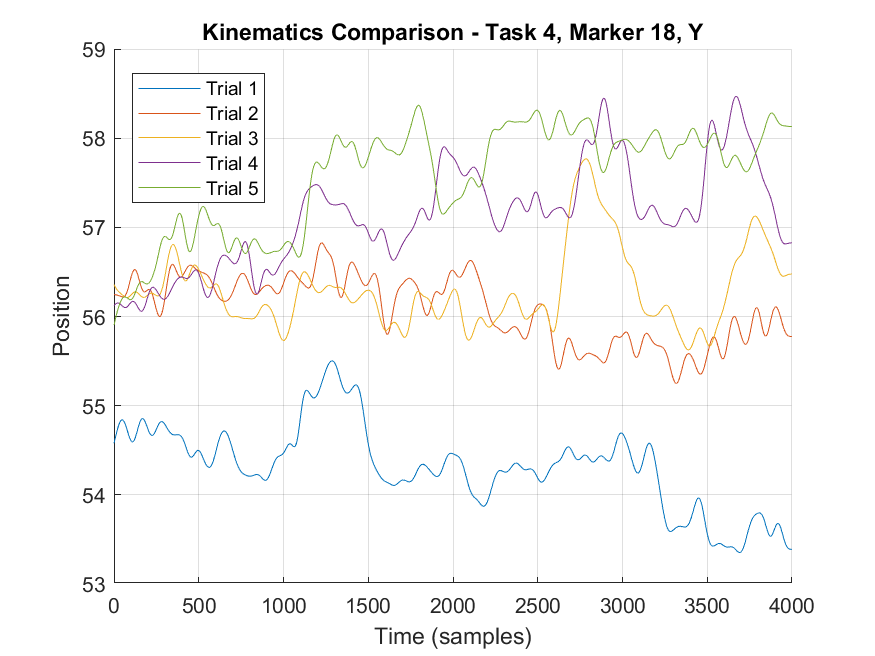 Kinematics Comparison - Task 4, Marker 18, Y
59
58
57
56
55
54
53
Position
Trial 1
Trial 2
Trial 3
Trial 4
Trial 5
0 500 1000 1500 2000 2500 3000 3500 4000
Time (samples)